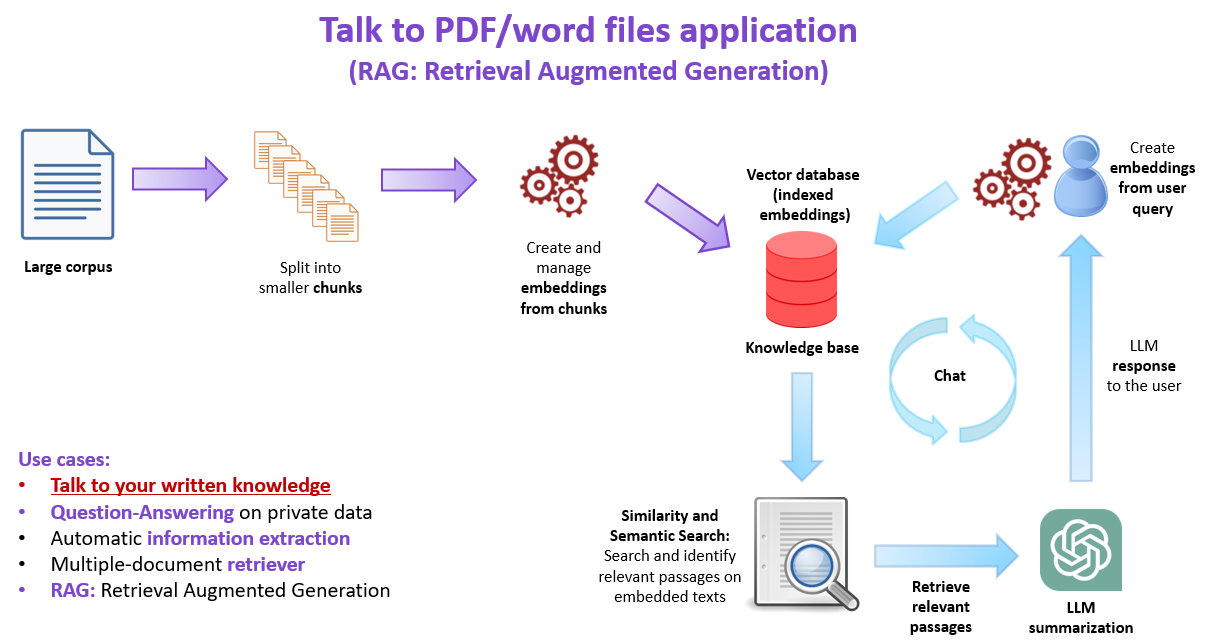 Talk to PDF/word files application
(RAG: Retrieval Augmented Generation)
Large corpus
Split into
smaller chunks
Create and
manage
embeddings
from chunks
Vector database
(indexed
embeddings)
Knowledge base
Create
embeddings
from user
query
Chat
LLM
response
to the user
Similarity and
Semantic Search:
Search and identify
relevant passages on
embedded texts
Retrieve
relevant
passages
LLM
summarization
Use cases:
• Talk to your written knowledge
• Question-Answering on private data
• Automatic information extraction
• Multiple-document retriever
• RAG: Retrieval Augmented Generation